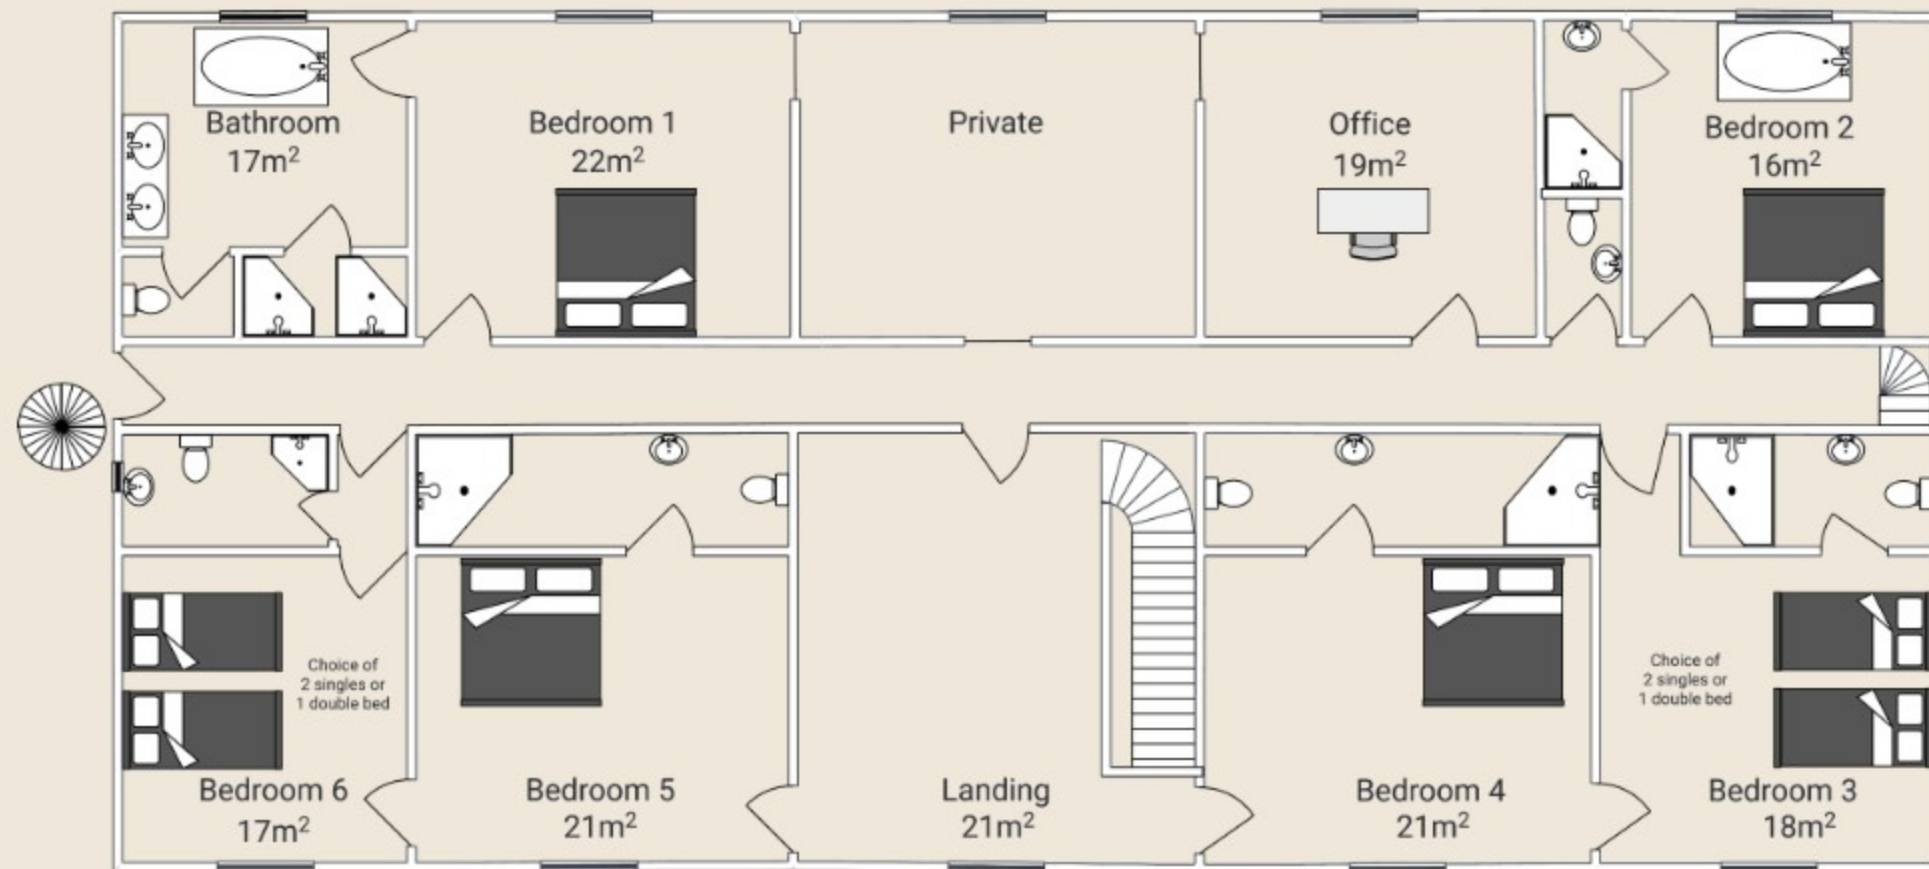 Bathroom
17m²
Bedroom 1
22m²
Private
Office
19m²
Bedroom 2
16m²
Choice of
2 singles or
1 double bed
Bedroom 6
17m²
Bedroom 5
21m²
Landing
21m²
Bedroom 4
21m²
Choice of
2 singles or
1 double bed
Bedroom 3
18m²